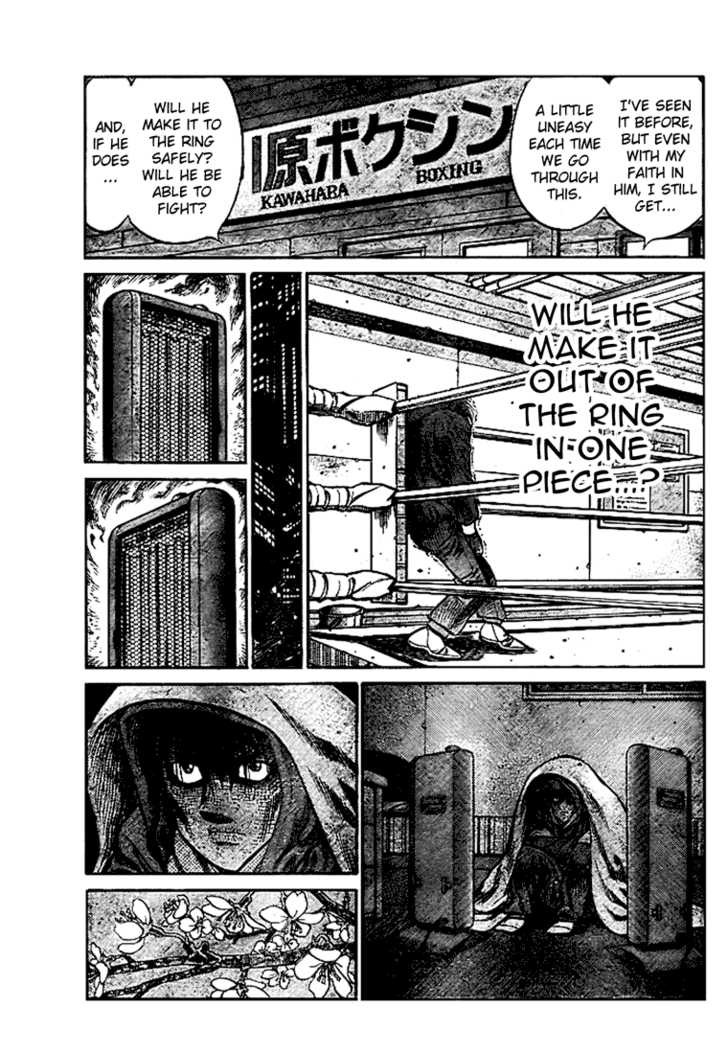 I'VE SEEN
IT BEFORE,
BUT EVEN
WITH MY
FAITH IN
HIM, I STILL
GET...
A LITTLE
UNEASY
EACH TIME
WE GO
THROUGH
THIS.
原ボクシン
KAWAHABA
BOXING
WILL HE
MAKE IT TO
THE RING
SAFELY?
WILL HE BE
ABLE TO
FIGHT?
AND,
IF HE
DOES
...
WILL HE
MAKE IT
OUT OF
THE RING
IN ONE
PIECE...?